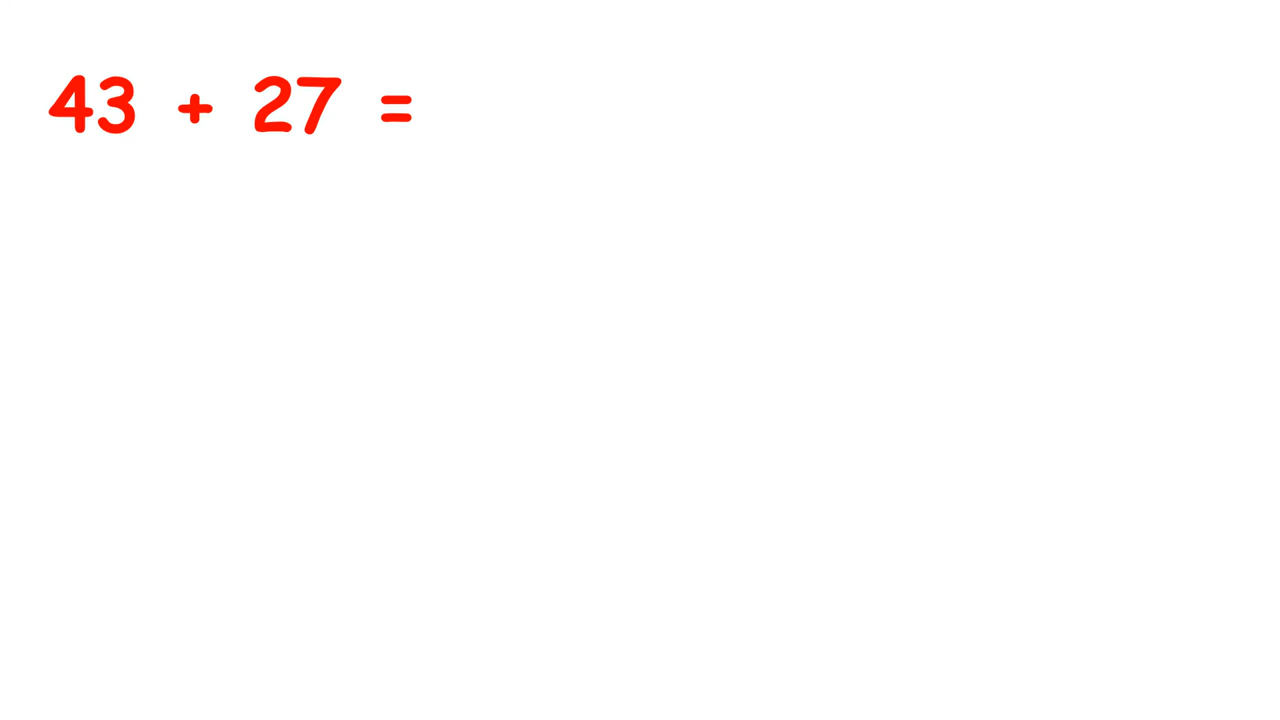 43 + 27 =